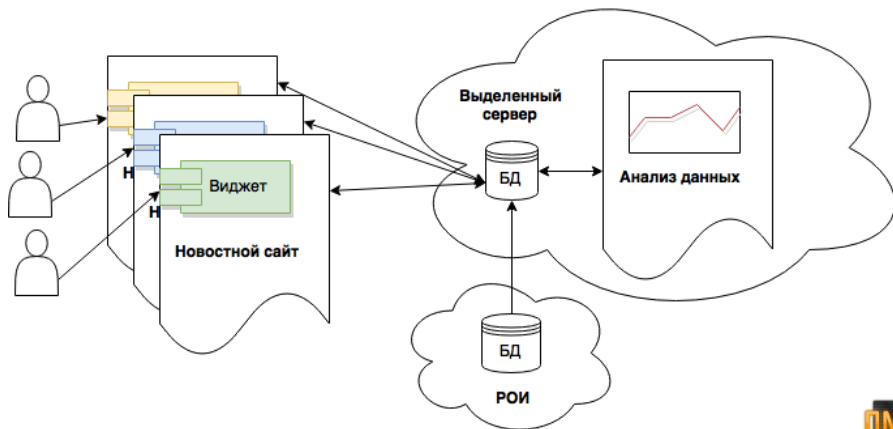 Виджет
Новостной сайт
Выделенный
сервер
БД
Анализ данных
БД
РОИ